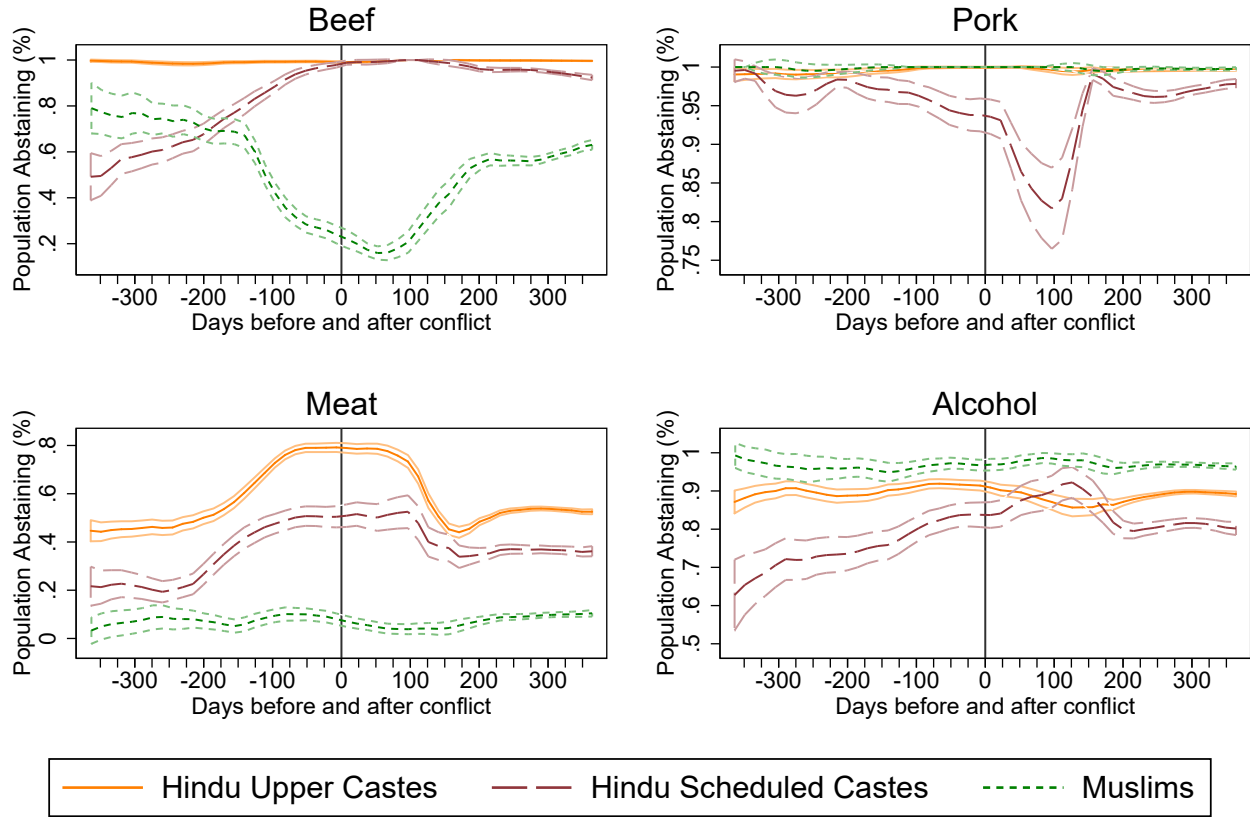 Beef
Population Abstaining (%)
.2 .4 .6 .8 1
-300 -200 -100 0 100 200 300
Days before and after conflict
Pork
Population Abstaining (%)
.75 .8 .85 .9 .95 1
-300 -200 -100 0 100 200 300
Days before and after conflict
Meat
Population Abstaining (%)
0 .2 .4 .6 .8
-300 -200 -100 0 100 200 300
Days before and after conflict
Alcohol
Population Abstaining (%)
.5 .6 .7 .8 .9 1
-300 -200 -100 0 100 200 300
Days before and after conflict
Hindu Upper Castes Hindu Scheduled Castes Muslims